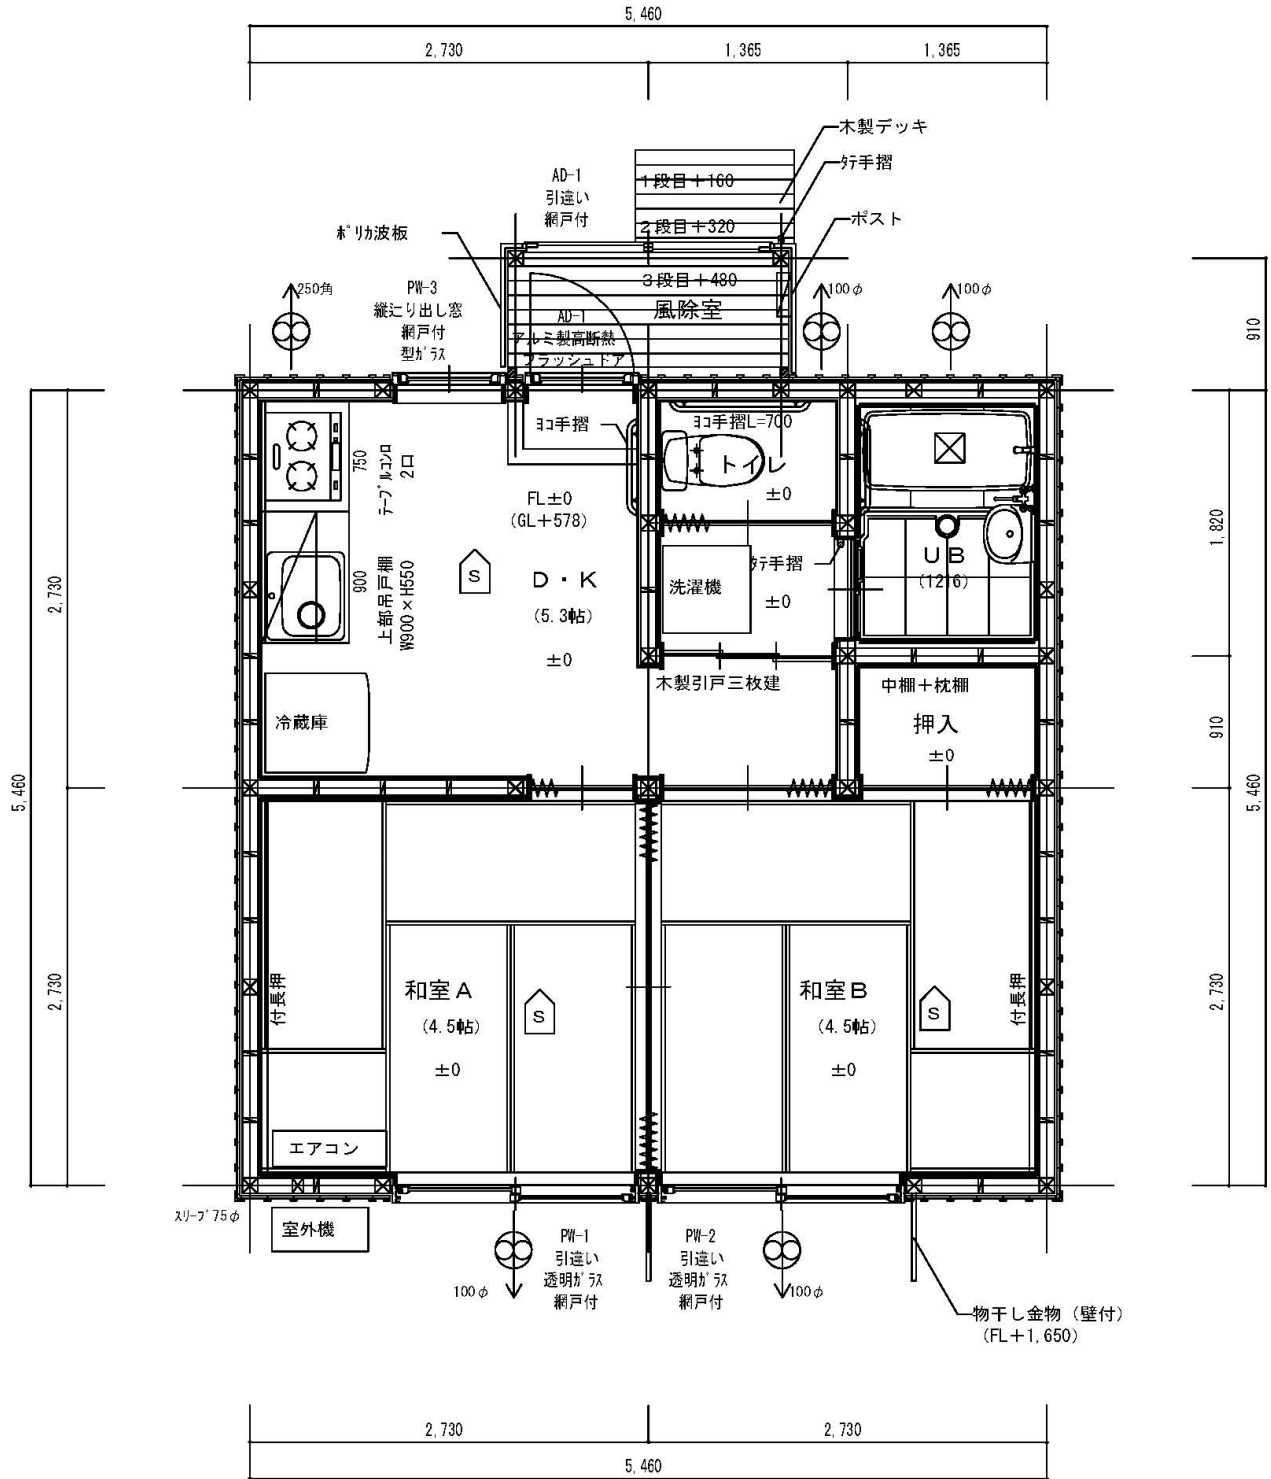 5,460
2,730
1,365
1,365
木製デッキ
ﾀﾃ手摺
ポスト
AD-1
引違い
網戸付
1段目+160
2段目+320
3段目+480
風除室
ﾎﾟﾘｶ波板
250角
PW-3
縦辷り出し窓
網戸付
型ｶﾞﾗｽ
AD-1
アルミ製高断熱
フラッシュドア
100φ
100φ
910
ﾖｺ手摺
ﾖｺ手摺L=700
トイレ
±0
750
ﾃｰﾌﾞﾙｺﾝﾛ
2口
FL±0
(GL+578)
S
D・K
(5.3帖)
±0
900
上部吊戸棚
W900×H550
洗濯機
ﾀﾃ手摺
±0
UB
(1216)
1,820
2,730
冷蔵庫
木製引戸三枚建
中棚+枕棚
押入
±0
910
5,460
5,460
2,730
2,730
付長押
和室A
(4.5帖)
±0
S
和室B
(4.5帖)
±0
S
付長押
エアコン
ｽﾘｰﾌﾞ75φ
室外機
100φ
PW-1
引違い
透明ｶﾞﾗｽ
網戸付
PW-2
引違い
透明ｶﾞﾗｽ
網戸付
100φ
物干し金物(壁付)
(FL+1,650)
2,730
2,730
5,460